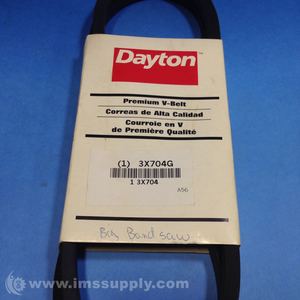 Dayton™
Premium V-Belt
Correas de Alta Calidad
Courroie en V
de Première Qualité
(1) 3X704G
1 3X704
A56
Big Band saw
www.imssupply.com